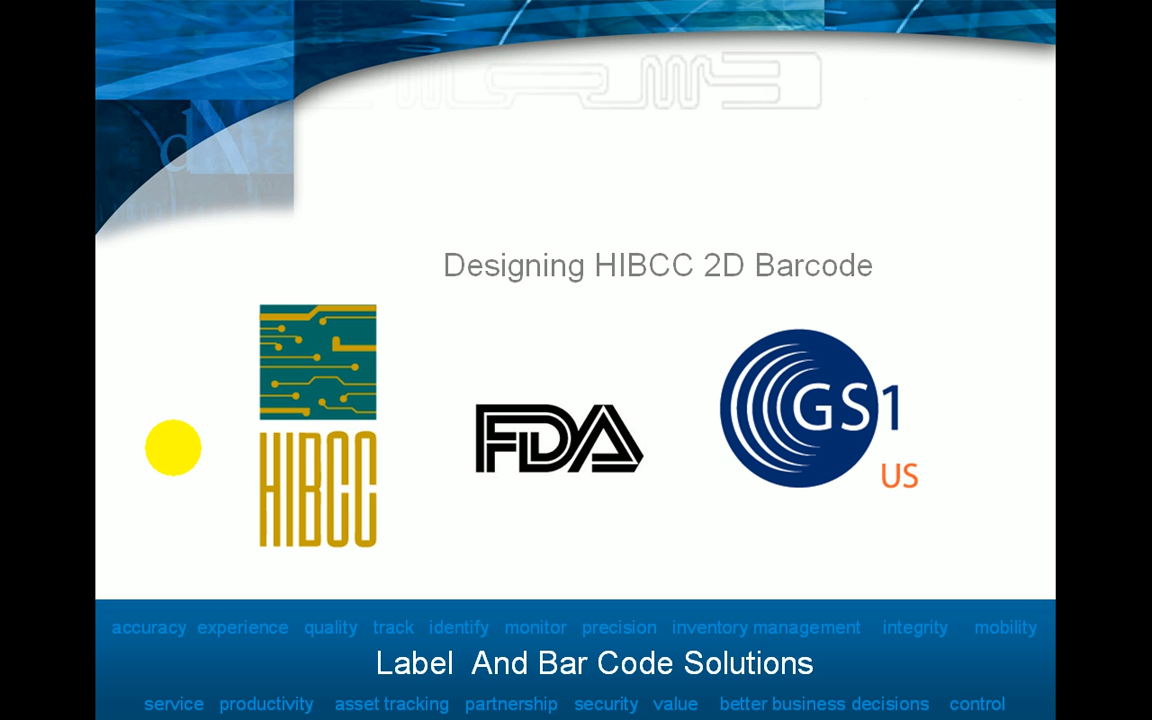 Designing HIBCC 2D Barcode
HIBCC
FDA
GS1
US
accuracy experience quality track identify monitor precision inventory management integrity mobility
Label And Bar Code Solutions
service productivity asset tracking partnership security value better business decisions control